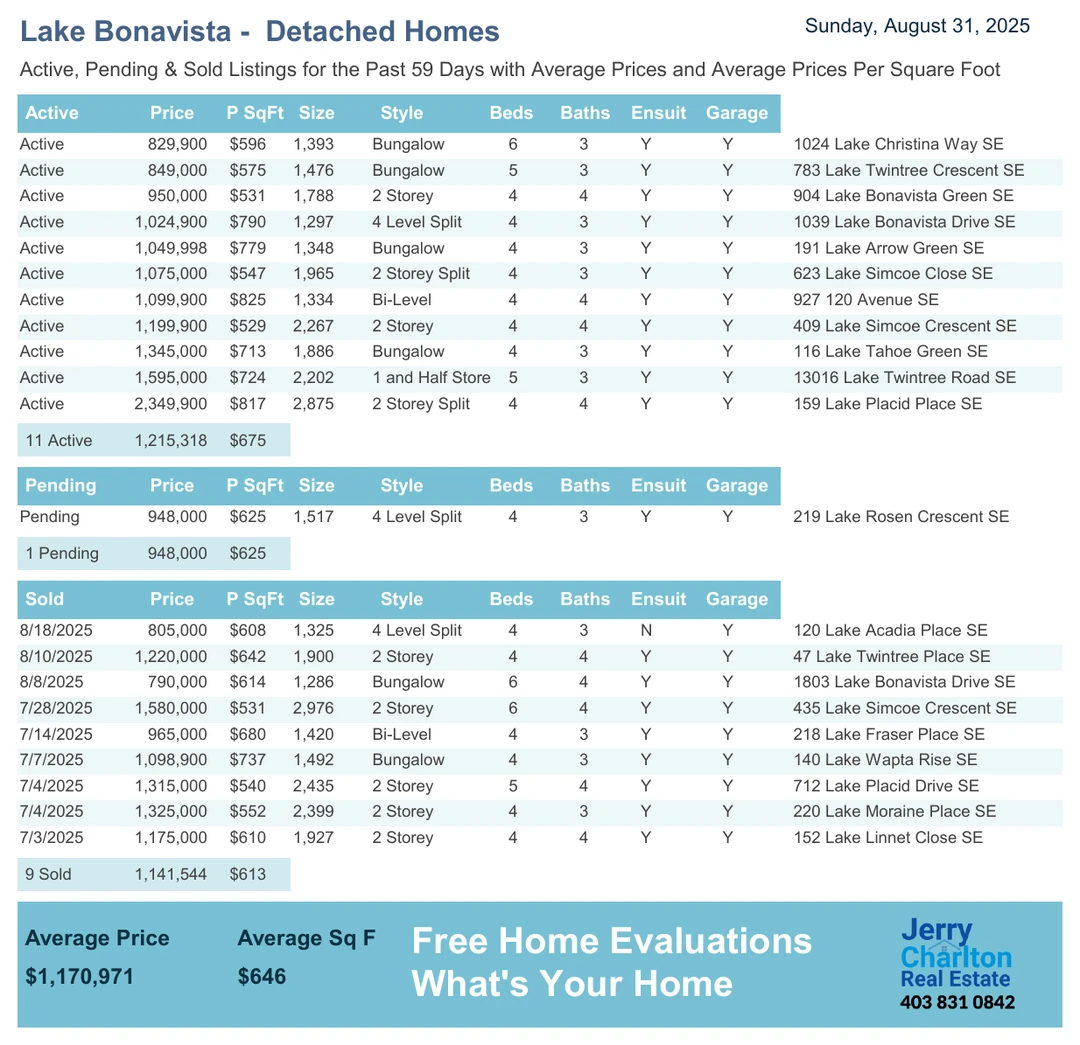 Lake Bonavista - Detached Homes
Sunday, August 31, 2025
Active, Pending & Sold Listings for the Past 59 Days with Average Prices and Average Prices Per Square Foot
Active Price P SqFt Size Style Beds Baths Ensuit Garage
Active 829,900 $596 1,393 Bungalow 6 3 Y Y 1024 Lake Christina Way SE
Active 849,000 $575 1,476 Bungalow 5 3 Y Y 783 Lake Twintree Crescent SE
Active 950,000 $531 1,788 2 Storey 4 4 Y Y 904 Lake Bonavista Green SE
Active 1,024,900 $790 1,297 4 Level Split 4 3 Y Y 1039 Lake Bonavista Drive SE
Active 1,049,998 $779 1,348 Bungalow 4 3 Y Y 191 Lake Arrow Green SE
Active 1,075,000 $547 1,965 2 Storey Split 4 3 Y Y 623 Lake Simcoe Close SE
Active 1,099,900 $825 1,334 Bi-Level 4 4 Y Y 927 120 Avenue SE
Active 1,199,900 $529 2,267 2 Storey 4 4 Y Y 409 Lake Simcoe Crescent SE
Active 1,345,000 $713 1,886 Bungalow 4 3 Y Y 116 Lake Tahoe Green SE
Active 1,595,000 $724 2,202 1 and Half Store 5 3 Y Y 13016 Lake Twintree Road SE
Active 2,349,900 $817 2,875 2 Storey Split 4 4 Y Y 159 Lake Placid Place SE
11 Active 1,215,318 $675
Pending Price P SqFt Size Style Beds Baths Ensuit Garage
Pending 948,000 $625 1,517 4 Level Split 4 3 Y Y 219 Lake Rosen Crescent SE
1 Pending 948,000 $625
Sold Price P SqFt Size Style Beds Baths Ensuit Garage
8/18/2025 805,000 $608 1,325 4 Level Split 4 3 N Y 120 Lake Acadia Place SE
8/10/2025 1,220,000 $642 1,900 2 Storey 4 4 Y Y 47 Lake Twintree Place SE
8/8/2025 790,000 $614 1,286 Bungalow 6 4 Y Y 1803 Lake Bonavista Drive SE
7/28/2025 1,580,000 $531 2,976 2 Storey 6 4 Y Y 435 Lake Simcoe Crescent SE
7/14/2025 965,000 $680 1,420 Bi-Level 4 3 Y Y 218 Lake Fraser Place SE
7/7/2025 1,098,900 $737 1,492 Bungalow 4 3 Y Y 140 Lake Wapta Rise SE
7/4/2025 1,315,000 $540 2,435 2 Storey 5 4 Y Y 712 Lake Placid Drive SE
7/4/2025 1,325,000 $552 2,399 2 Storey 4 3 Y Y 220 Lake Moraine Place SE
7/3/2025 1,175,000 $610 1,927 2 Storey 4 4 Y Y 152 Lake Linnet Close SE
9 Sold 1,141,544 $613
Average Price Average Sq F
$1,170,971 $646
Free Home Evaluations
What's Your Home
Jerry
Charlton
Real Estate
403 831 0842